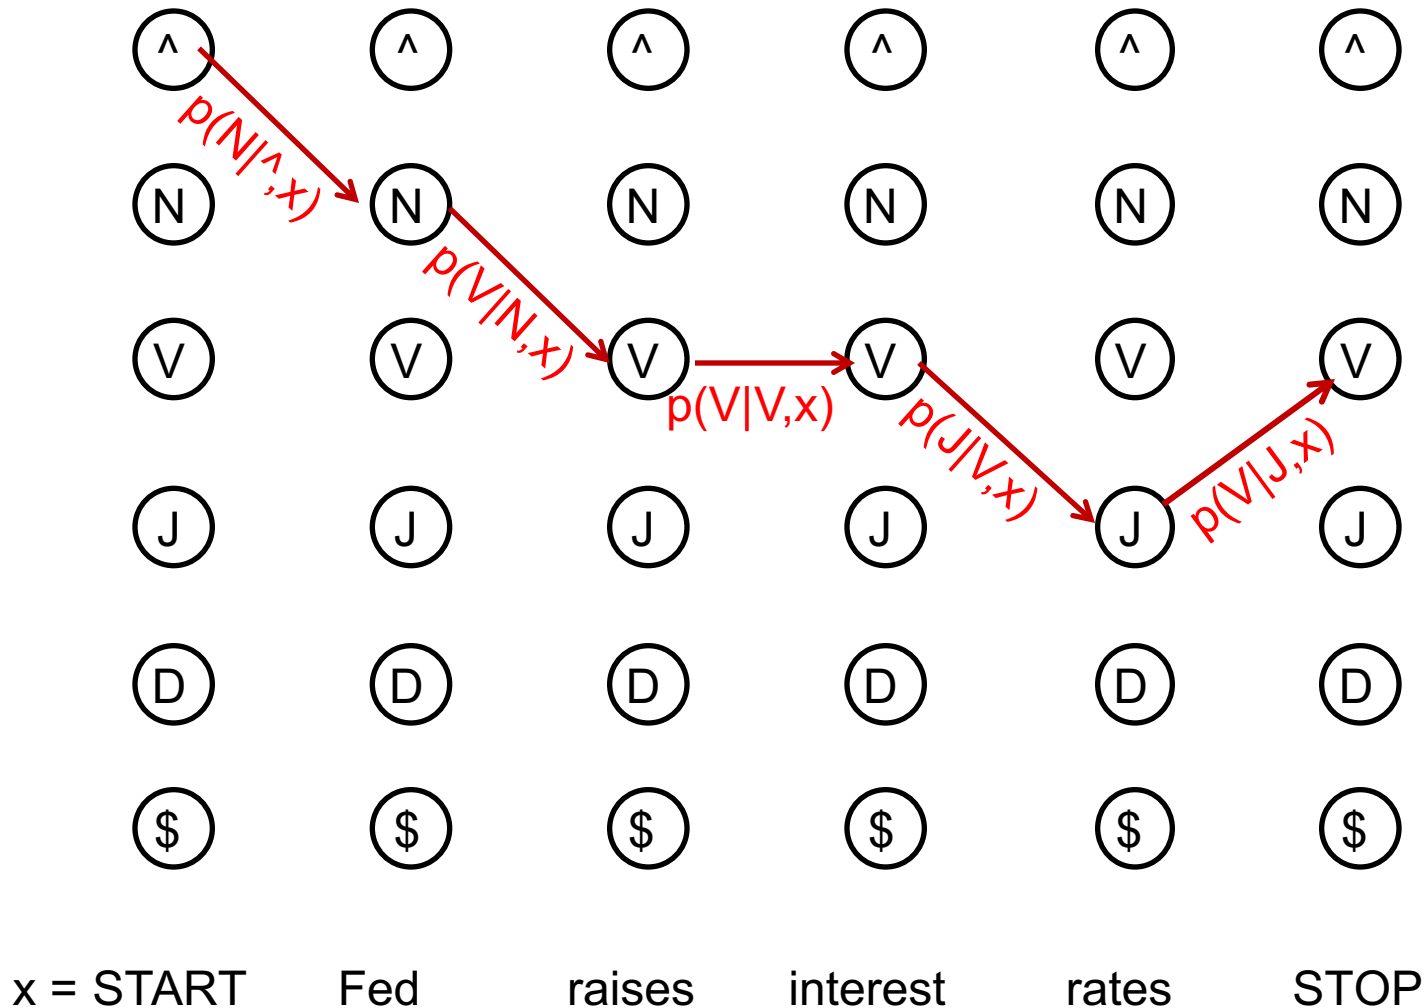 ^ ^ ^ ^ ^ ^
p(N|^,x)
N N N N N N
p(V|N,x)
V V V V V V
p(V|V,x)
p(J|V,x)
p(V|J,x)
J J J J J J
D D D D D D
$ $ $ $ $ $
x = START Fed raises interest rates STOP